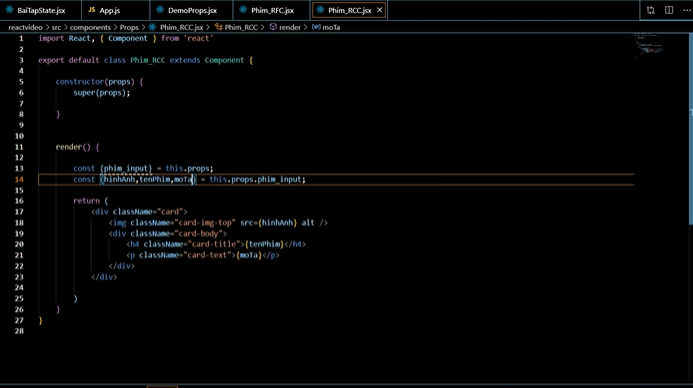 BaiTapState.jsx App.js DemoProps.jsx Phim_RFC.jsx Phim_RCC.jsx
reactvideo > src > components > Props > Phim_RCC.jsx > Phim_RCC > render > moTa
1 import React, { Component } from 'react'
2
3 export default class Phim_RCC extends Component {
4
5 constructor(props) {
6 super(props);
7
8 }
9
10
11 render() {
12
13 const {phim_input} = this.props;
14 const {hinhAnh,tenPhim,moTa} = this.props.phim_input;
15
16 return (
17 <div className="card">
18 <img className="card-img-top" src={hinhAnh} alt />
19 <div className="card-body">
20 <h4 className="card-title">{tenPhim}</h4>
21 <p className="card-text">{moTa}</p>
22 </div>
23 </div>
24
25 )
26 }
27 }
28